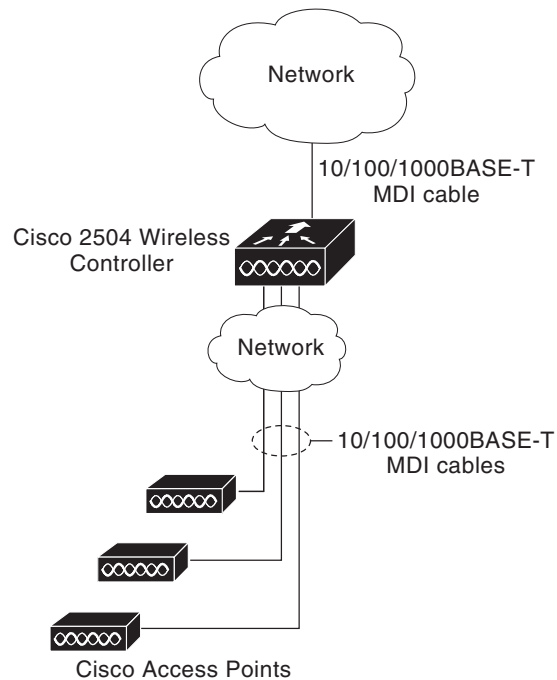 Network
10/100/1000BASE-T
MDI cable
Cisco 2504 Wireless
Controller
Network
10/100/1000BASE-T
MDI cables
Cisco Access Points